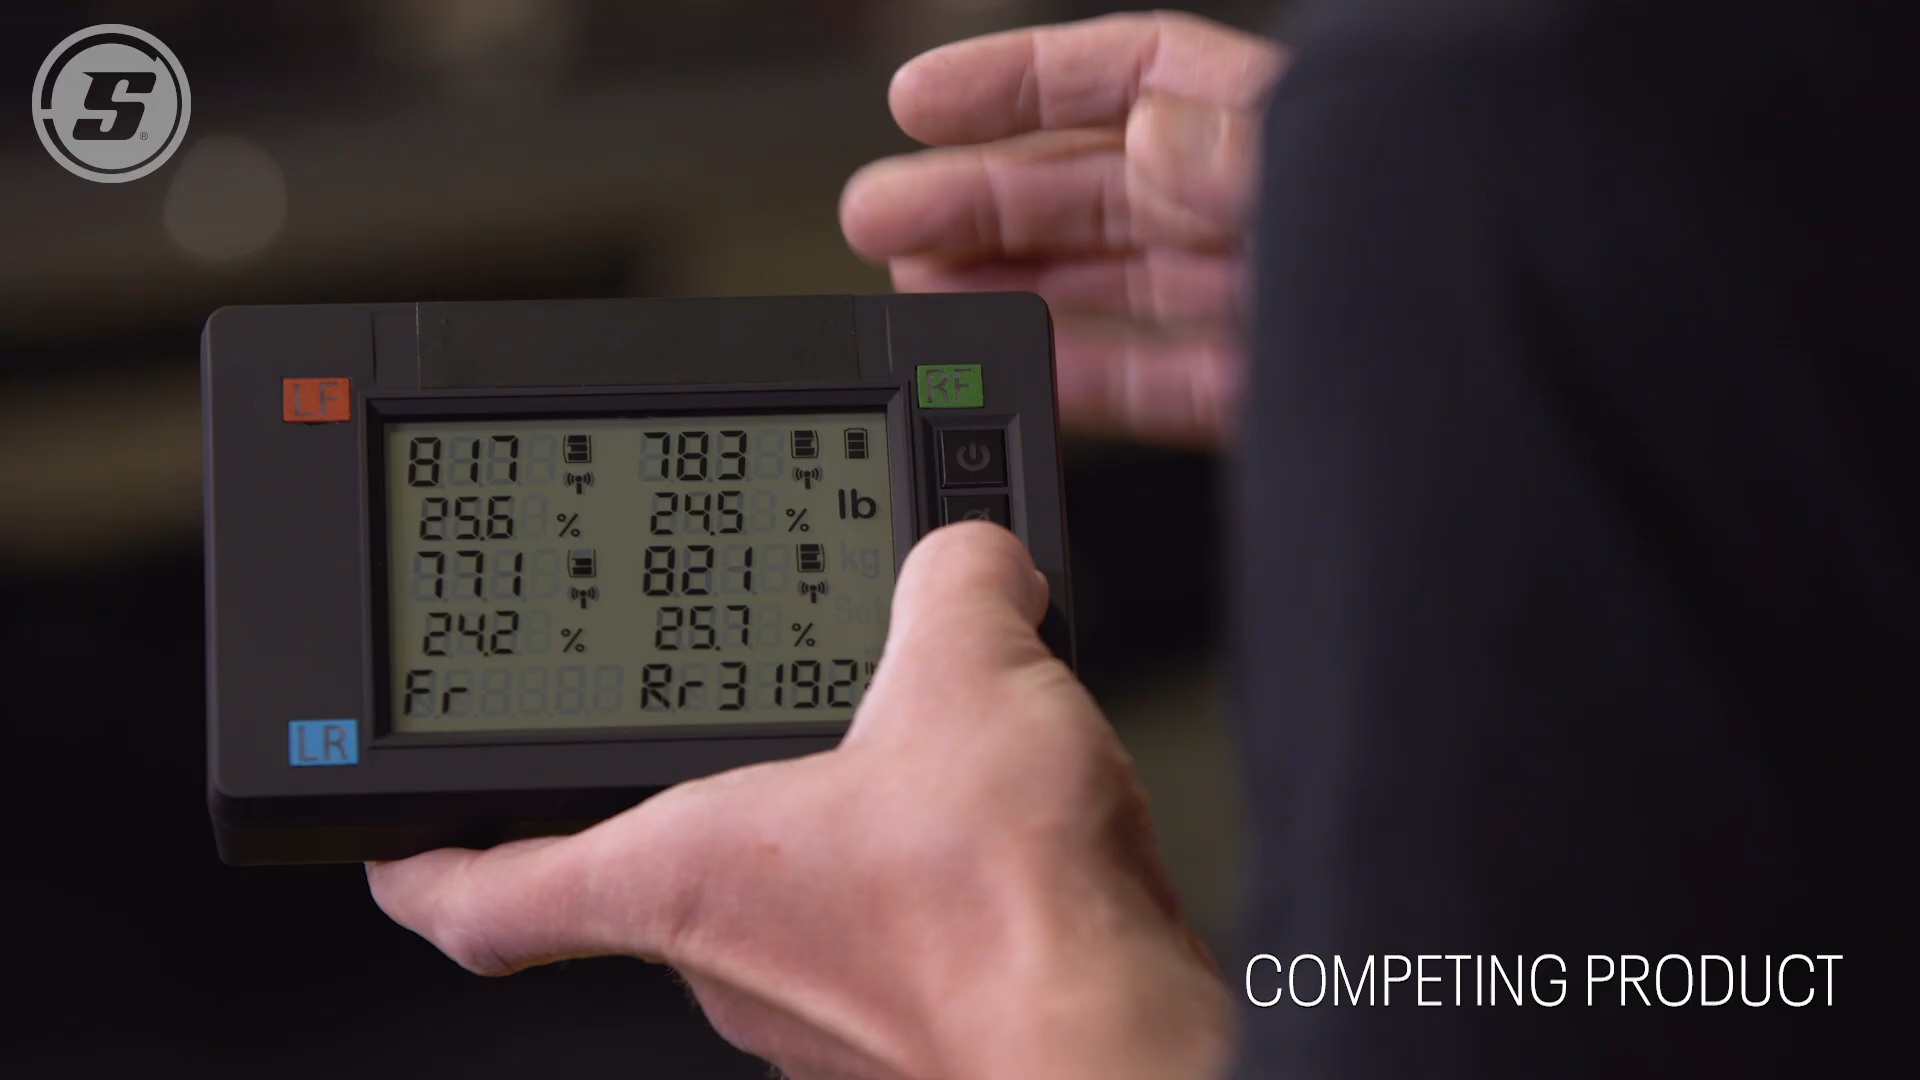 S
LF
RF
817 783
25.6 % 24.5 % lb
771 821 kg
24.2 % 25.7 %
Fr Rr 3192
LR
COMPETING PRODUCT